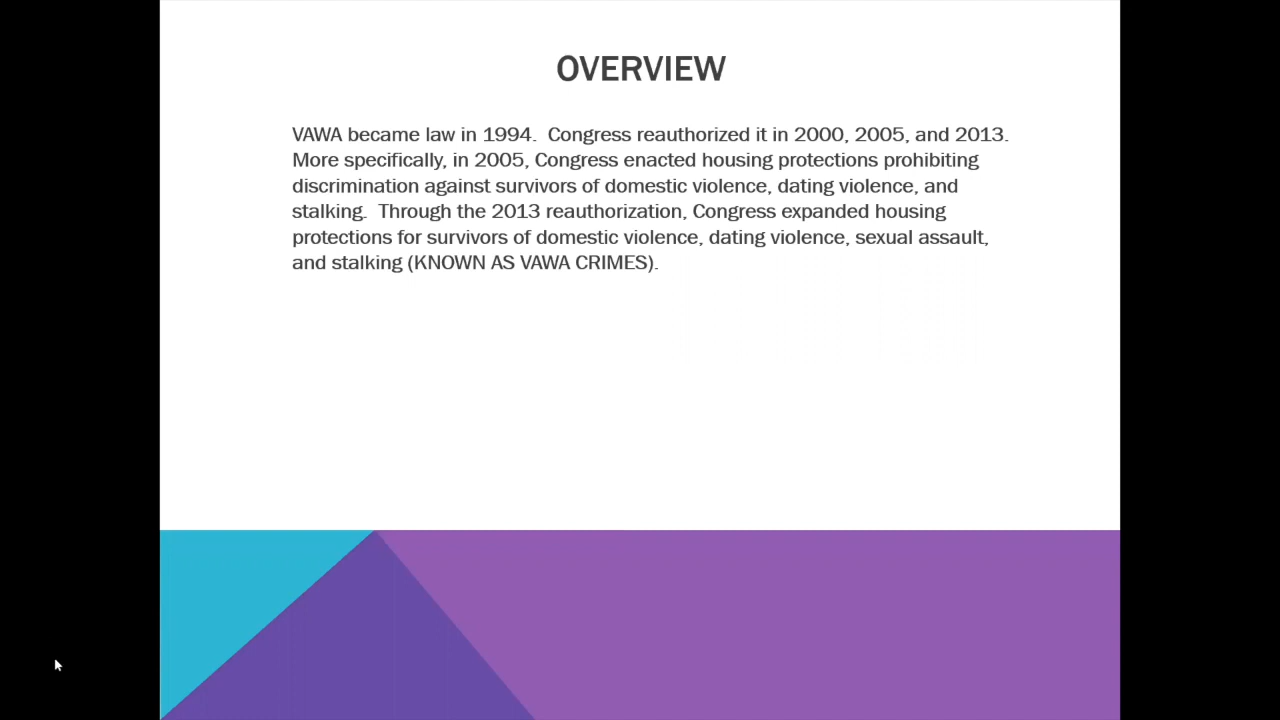 OVERVIEW
VAWA became law in 1994.  Congress reauthorized it in 2000, 2005, and 2013.
More specifically, in 2005, Congress enacted housing protections prohibiting
discrimination against survivors of domestic violence, dating violence, and
stalking.  Through the 2013 reauthorization, Congress expanded housing
protections for survivors of domestic violence, dating violence, sexual assault,
and stalking (KNOWN AS VAWA CRIMES).